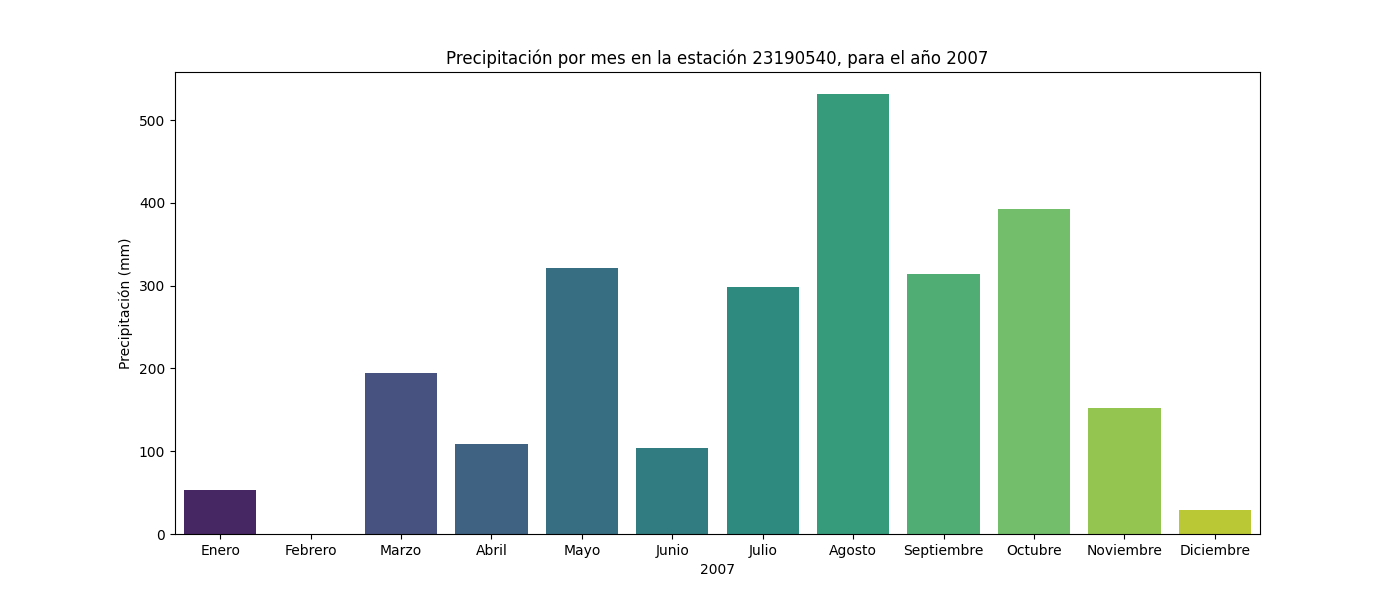 Precipitación por mes en la estación 23190540, para el año 2007
Precipitación (mm)
500
400
300
200
100
0
Enero Febrero Marzo Abril Mayo Junio Julio Agosto Septiembre Octubre Noviembre Diciembre
2007